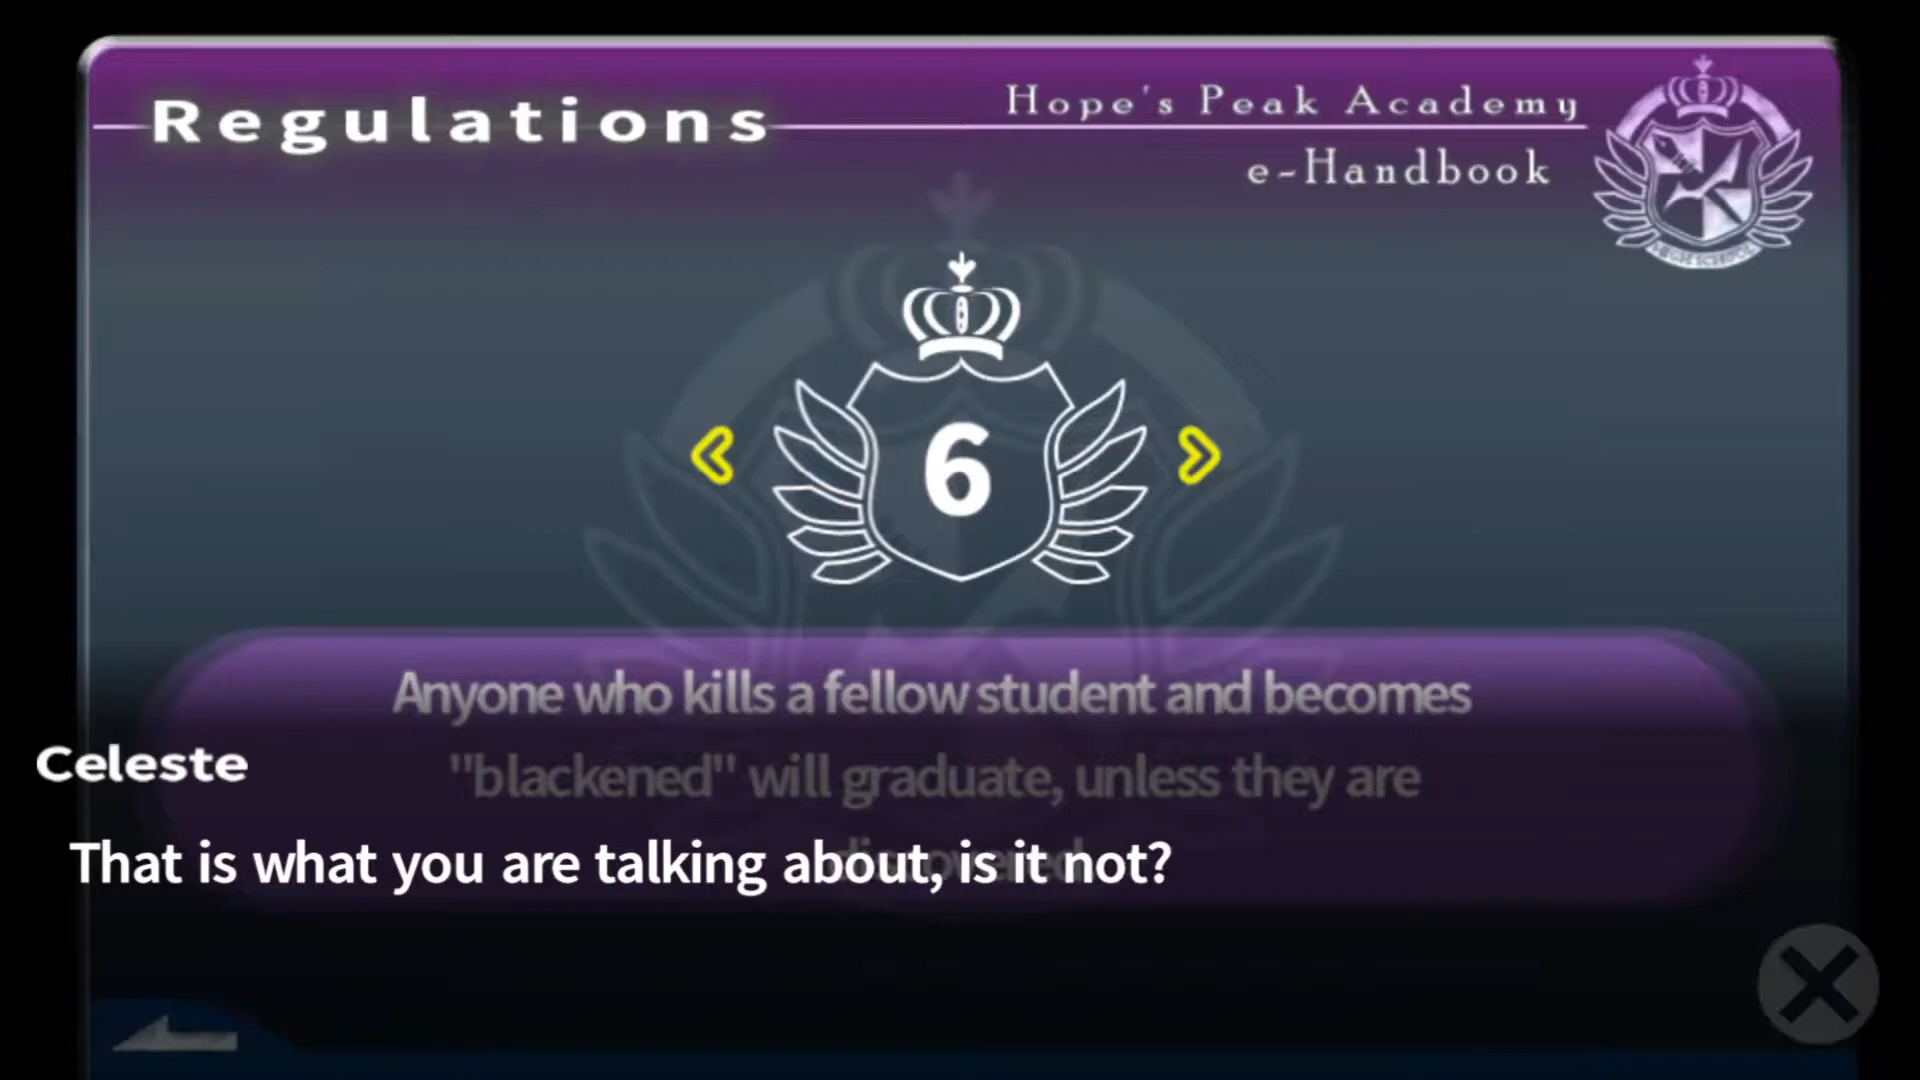 Regulations
Hope's Peak Academy
e-Handbook
6
Anyone who kills a fellow student and becomes
"blackened" will graduate, unless they are
discovered.
Celeste
That is what you are talking about, is it not?